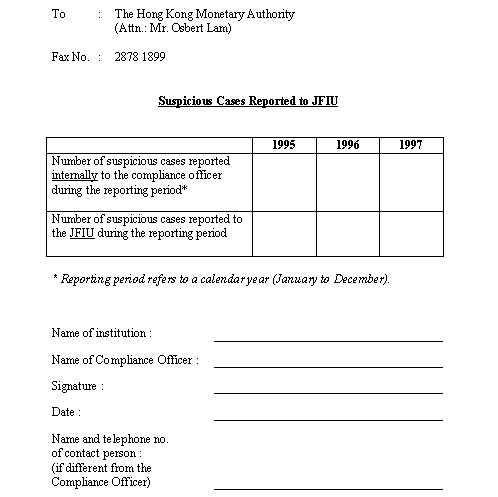 To : The Hong Kong Monetary Authority
(Attn.: Mr. Osbert Lam)
Fax No. : 2878 1899
Suspicious Cases Reported to JFIU
1995 1996 1997
Number of suspicious cases reported
internally to the compliance officer
during the reporting period*
Number of suspicious cases reported to
the JFIU during the reporting period
* Reporting period refers to a calendar year (January to December).
Name of institution :
Name of Compliance Officer :
Signature :
Date :
Name and telephone no.
of contact person :
(if different from the
Compliance Officer)